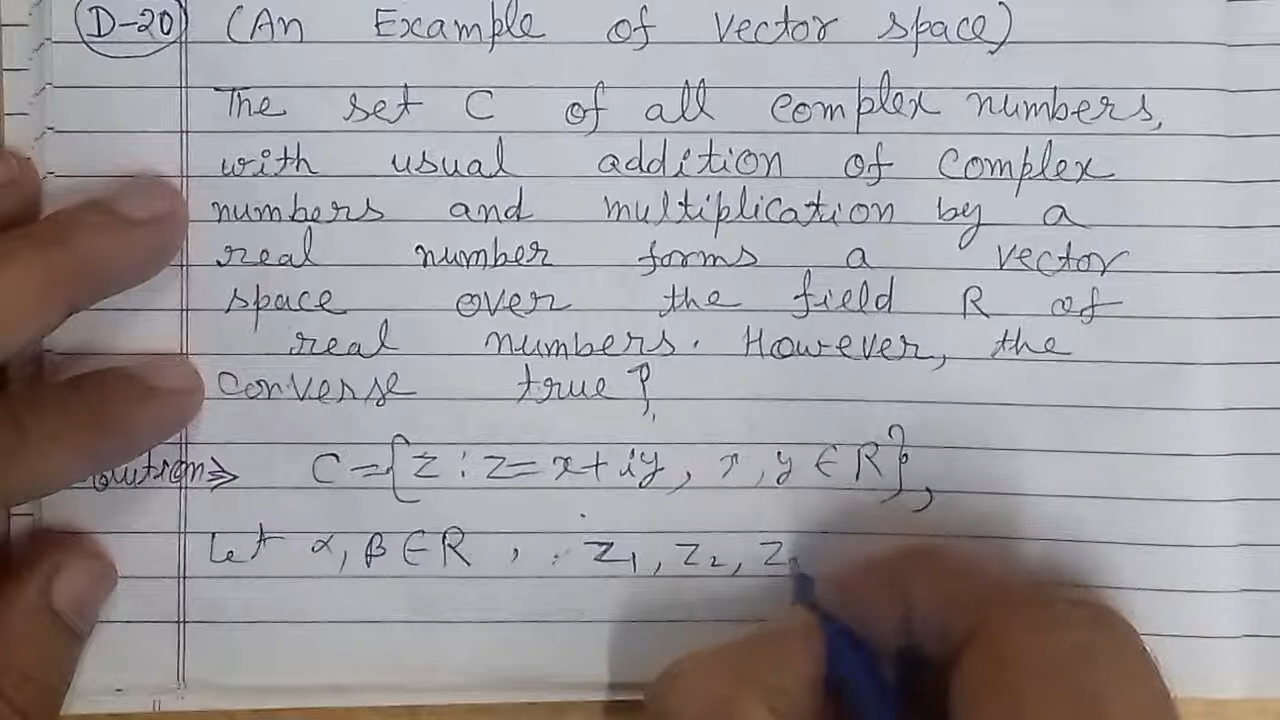 D-20 (An Example of vector space)
The set C of all complex numbers,
with usual addition of complex
numbers and multiplication by a
real number forms a vector
space over the field R of
real numbers. However, the
converse true?
C={z : z=x+iy, x,y∈R},
Let α, β∈R, z₁, z₂, z